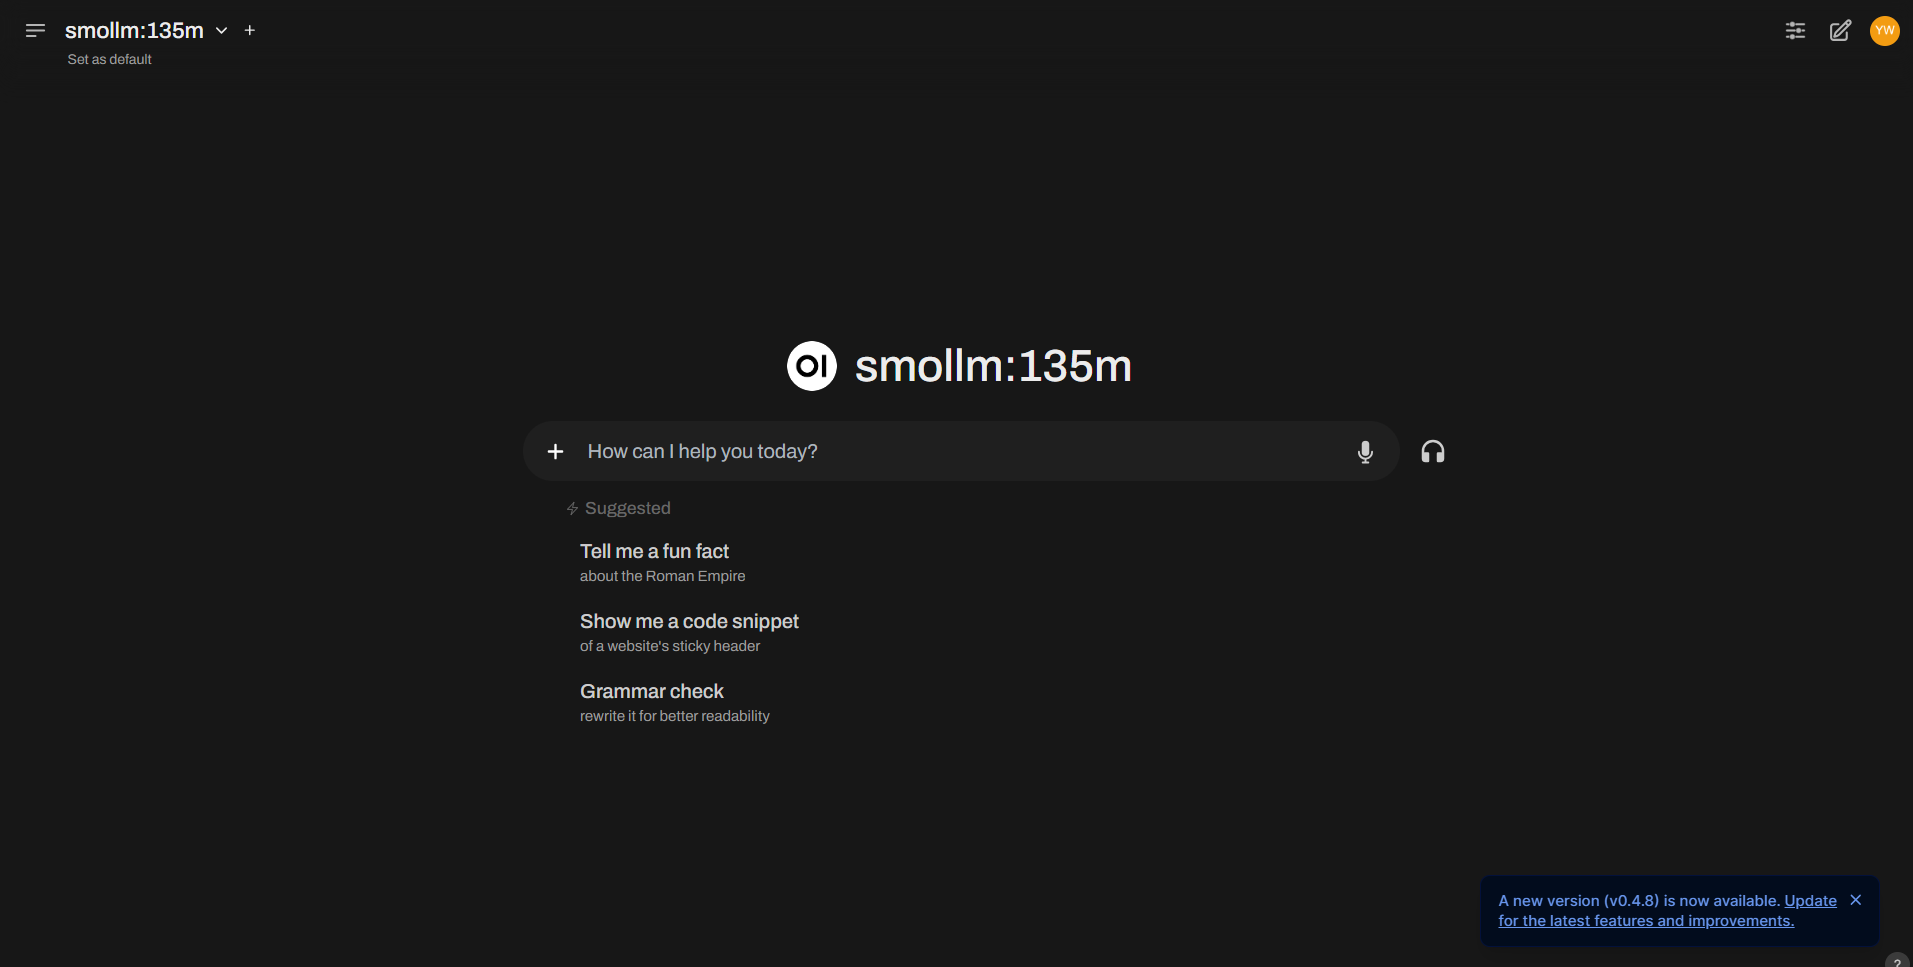 smollm:135m
Set as default
YW
OI smollm:135m
How can I help you today?
Suggested
Tell me a fun fact
about the Roman Empire
Show me a code snippet
of a website's sticky header
Grammar check
rewrite it for better readability
A new version (v0.4.8) is now available. Update
for the latest features and improvements.
?